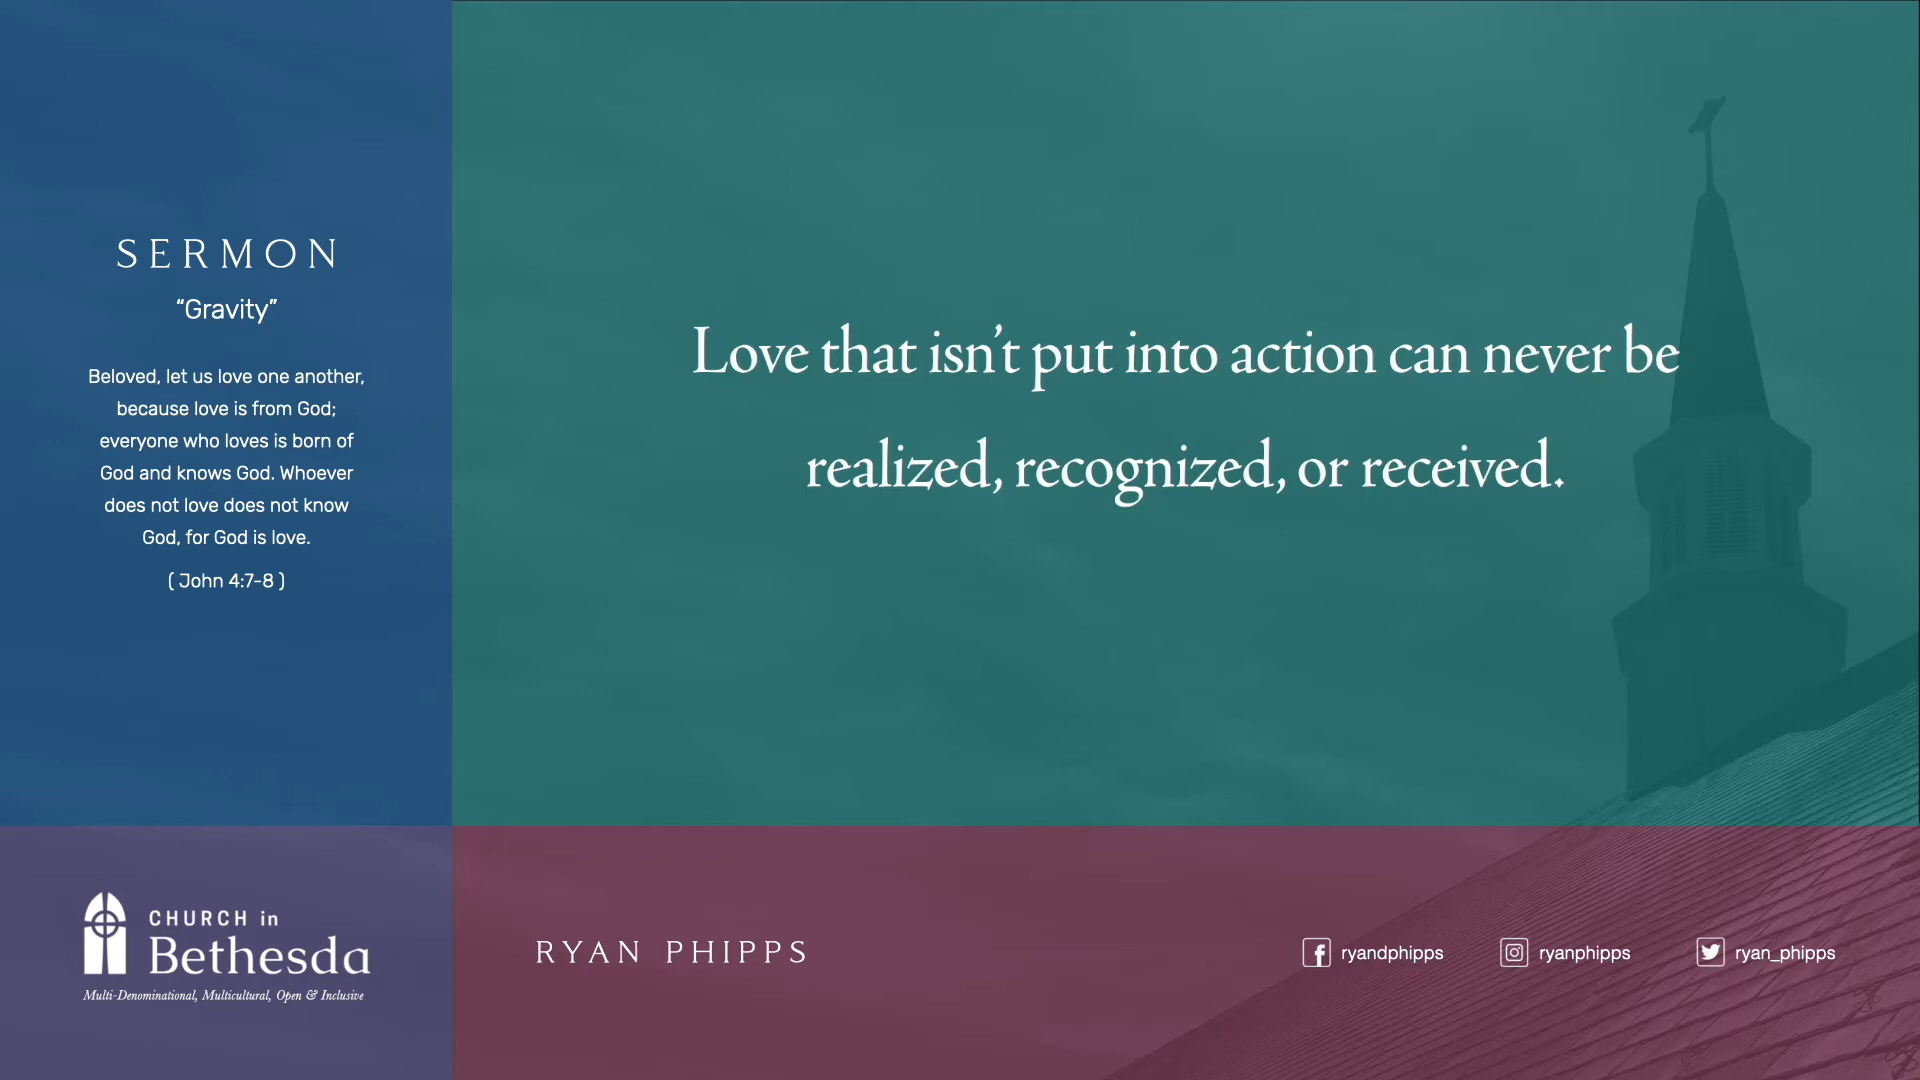 SERMON
“Gravity”
Beloved, let us love one another,
because love is from God;
everyone who loves is born of
God and knows God. Whoever
does not love does not know
God, for God is love.
( John 4:7-8 )
Love that isn’t put into action can never be
realized, recognized, or received.
CHURCH in
Bethesda
Multi-Denominational, Multicultural, Open & Inclusive
RYAN PHIPPS
ryandphipps
ryanphipps
ryan_phipps